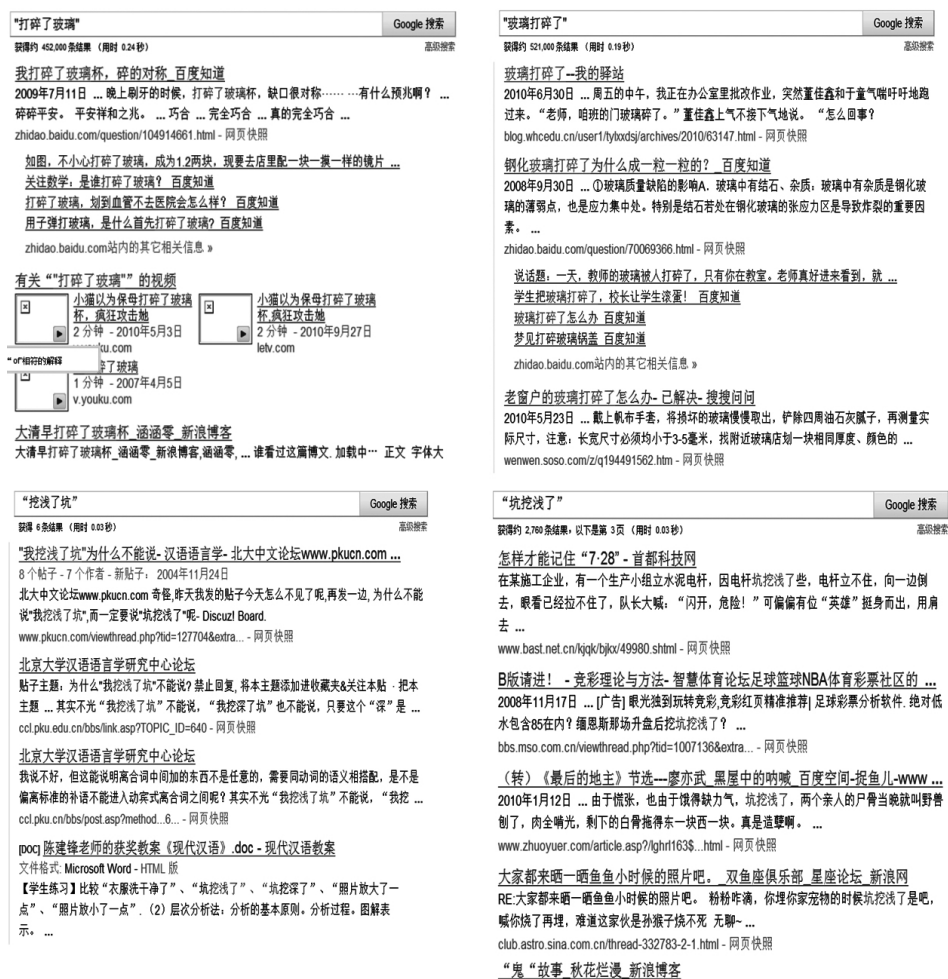 "打碎了玻璃"
Google 搜索
获得约 452,000 条结果 （用时 0.24 秒）
高级搜索
我打碎了玻璃杯，碎的对称_百度知道
2009年7月11日 ... 晚上刷牙的时候，打碎了玻璃杯，缺口很对称…… …有什么预兆啊？ ...
碎碎平安。 平安祥和之兆。 ... 巧合 ... 完全巧合 ... 真的完全巧合 ...
zhidao.baidu.com/question/104914661.html - 网页快照
如图，不小心打碎了玻璃，成为1.2两块，现要去店里配一块一摸一样的镜片 ...
关注数学：是谁打碎了玻璃？ 百度知道
打碎了玻璃，划到血管不去医院会怎么样？ 百度知道
用子弹打玻璃，是什么首先打碎了玻璃? 百度知道
zhidao.baidu.com站内的其它相关信息 »
有关“"打碎了玻璃"”的视频
小猫以为保母打碎了玻璃
杯，疯狂攻击她
2 分钟 - 2010年5月3日
ku.com
小猫以为保母打碎了玻璃
杯.疯狂攻击她
2 分钟 - 2010年9月27日
letv.com
" or"相符的解释
碎了玻璃
1 分钟 - 2007年4月5日
v.youku.com
大清早打碎了玻璃杯_涵涵零_新浪博客
大清早打碎了玻璃杯_涵涵零_新浪博客,涵涵零, ... 谁看过这篇博文. 加载中… 正文 字体大
"玻璃打碎了"
Google 搜索
获得约 521,000 条结果 （用时 0.19 秒）
高级搜索
玻璃打碎了--我的驿站
2010年6月30日 ... 周五的中午，我正在办公室里批改作业，突然董佳鑫和于童气喘吁吁地跑
过来。“老师，咱班的门玻璃碎了。”董佳鑫上气不接下气地说。 “怎么回事？
blog.whcedu.cn/user1/tylxxdsj/archives/2010/63147.html - 网页快照
钢化玻璃打碎了为什么成一粒一粒的？_百度知道
2008年9月30日 ... ①玻璃质量缺陷的影响A．玻璃中有结石、杂质：玻璃中有杂质是钢化玻
璃的薄弱点，也是应力集中处。特别是结石若处在钢化玻璃的张应力区是导致炸裂的重要因
素。 ...
zhidao.baidu.com/question/70069366.html - 网页快照
说话题：一天，教师的玻璃被人打碎了，只有你在教室。老师真好进来看到，就 ...
学生把玻璃打碎了，校长让学生滚蛋！ 百度知道
玻璃打碎了怎么办 百度知道
梦见打碎玻璃锅盖 百度知道
zhidao.baidu.com站内的其它相关信息 »
老窗户的玻璃打碎了怎么办- 已解决- 搜搜问问
2010年5月23日 ... 戴上帆布手套，将损坏的玻璃慢慢取出，铲除四周油石灰腻子，再测量实
际尺寸，注意：长宽尺寸必须均小于3-5毫米，找附近玻璃店划一块相同厚度、颜色的 ...
wenwen.soso.com/z/q194491562.htm - 网页快照
“挖浅了坑”
Google 搜索
获得 6 条结果 （用时 0.03 秒）
高级搜索
"我挖浅了坑"为什么不能说- 汉语语言学- 北大中文论坛www.pkucn.com ...
8 个帖子 - 7 个作者 - 新贴子： 2004年11月24日
北大中文论坛www.pkucn.com 奇怪,昨天我发的贴子今天怎么不见了呢,再发一边, 为什么不能
说"我挖浅了坑",而一定要说"坑挖浅了"呢- Discuz! Board.
www.pkucn.com/viewthread.php?tid=127704&extra... - 网页快照
北京大学汉语语言学研究中心论坛
贴子主题： 为什么"我挖浅了坑"不能说? 禁止回复, 将本主题添加进收藏夹&关注本贴 · 把本
主题 ... 其实不光“我挖浅了坑”不能说，“我挖深了坑”也不能说，只要这个“深”是 ...
ccl.pku.edu.cn/bbs/link.asp?TOPIC_ID=640 - 网页快照
北京大学汉语语言学研究中心论坛
我说不好，但这能说明离合词中间加的东西不是任意的，需要同动词的语义相搭配，是不是
偏离标准的补语不能进入动宾式离合词之间呢？其实不光“我挖浅了坑”不能说，“我挖 ...
ccl.pku.cn/bbs/post.asp?method...6... - 网页快照
[DOC] 陈建锋老师的获奖教案《现代汉语》.doc - 现代汉语教案
文件格式: Microsoft Word - HTML 版
【学生练习】比较“衣服洗干净了”、“坑挖浅了”、“坑挖深了”、“照片放大了一
点”、“照片放小了一点”．（2）层次分析法：分析的基本原则。分析过程。图解表
示。 ...
“坑挖浅了”
Google 搜索
获得约 2,760 条结果，以下是第 3 页 （用时 0.03 秒）
高级搜索
怎样才能记住“7·28” - 首都科技网
在某施工企业，有一个生产小组立水泥电杆，因电杆坑挖浅了些，电杆立不住，向一边倒
去，眼看已经拉不住了，队长大喊：“闪开，危险！”可偏偏有位“英雄”挺身而出，用肩
去 ...
www.bast.net.cn/kjqk/bjkx/49980.shtml - 网页快照
B版请进！ - 竞彩理论与方法- 智慧体育论坛足球篮球NBA体育彩票社区的 ...
2008年11月17日 ... [广告] 眼光独到玩转竞彩,竞彩红页精准推荐| 足球彩票分析软件. 绝对低
水包含85在内？缅恩斯那场升盘后挖坑挖浅了？ ...
bbs.mso.com.cn/viewthread.php?tid=1007136&extra... - 网页快照
（转）《最后的地主》节选---廖亦武_黑屋中的呐喊_百度空间-捉鱼儿-www ...
2010年1月12日 ... 由于慌张，也由于饿得缺力气，坑挖浅了，两个亲人的尸骨当晚就叫野兽
刨了，肉全啃光，剩下的白骨拖得东一块西一块。真是造孽啊。 ...
www.zhuoyuer.com/article.asp?/lghrl163$...html - 网页快照
大家都来晒一晒鱼鱼小时候的照片吧。_双鱼座俱乐部_星座论坛_新浪网
RE:大家都来晒一晒鱼鱼小时候的照片吧。 粉粉咋滴，你埋你家宠物的时候坑挖浅了是吧，
喊你烧了再埋，难道这家伙是孙猴子烧不死 无聊~ ...
club.astro.sina.com.cn/thread-332783-2-1.html - 网页快照
“鬼“故事_秋花烂漫_新浪博客